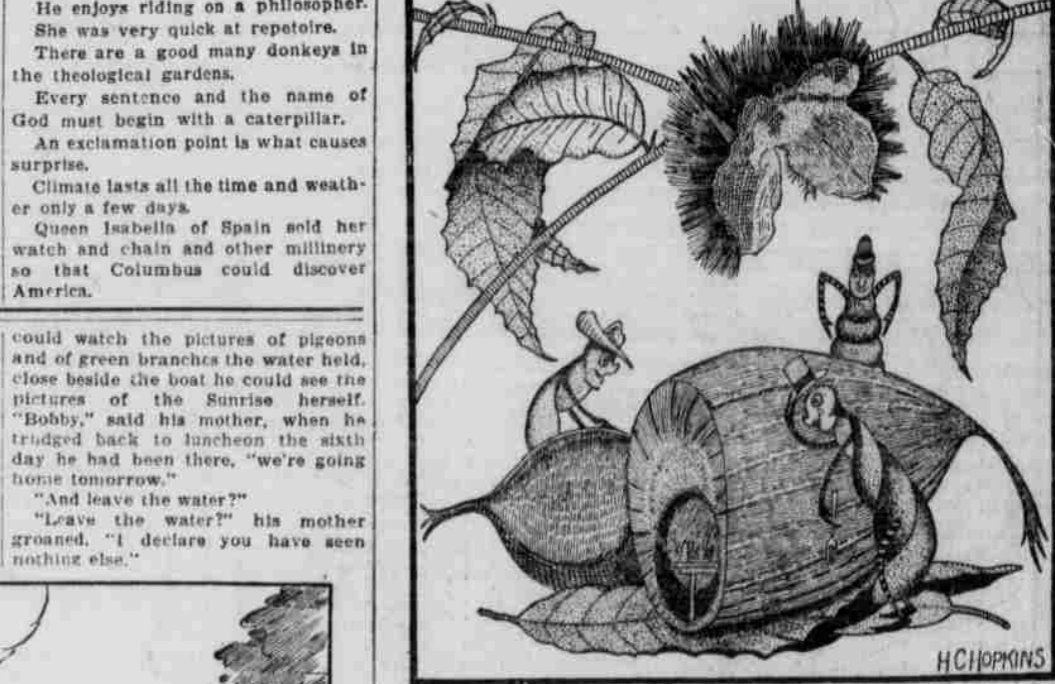 He enjoys riding on a philosopher.
She was very quick at repetoire.
There are a good many donkeys in
the theological gardens.
Every sentence and the name of
God must begin with a caterpillar.
An exclamation point is what causes
surprise.
Climate lasts all the time and weath-
er only a few days.
Queen Isabella of Spain sold her
watch and chain and other millinery
so that Columbus could discover
America.
could watch the pictures of pigeons
and of green branches the water held,
close beside the boat he could see the
pictures of the Sunrise herself.
"Bobby," said his mother, when he
trudged back to luncheon the sixth
day he had been there, "we're going
home tomorrow."
"And leave the water?"
"Leave the water?" his mother
groaned. "I declare you have seen
nothing else."
HCHOPKINS